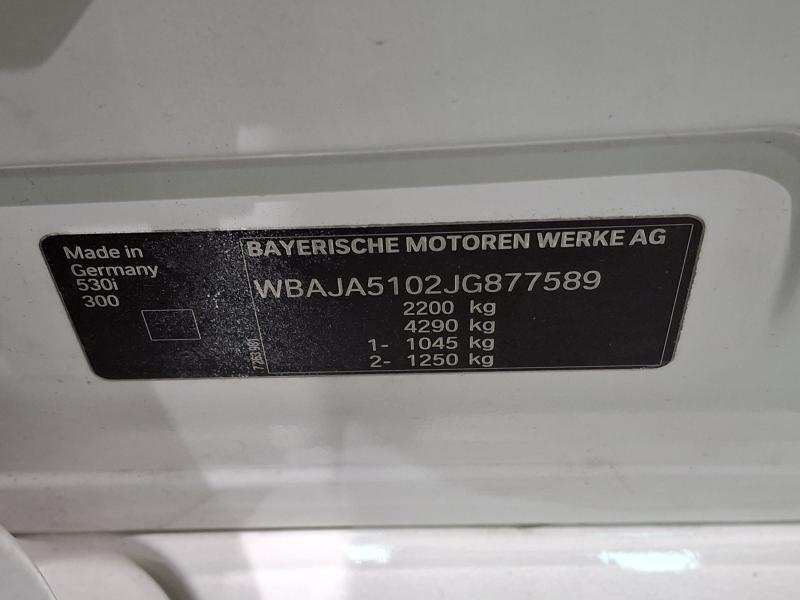 Made in
Germany
530i
300
7263901
BAYERISCHE MOTOREN WERKE AG
WBAJA5102JG877589
2200 kg
4290 kg
1- 1045 kg
2- 1250 kg